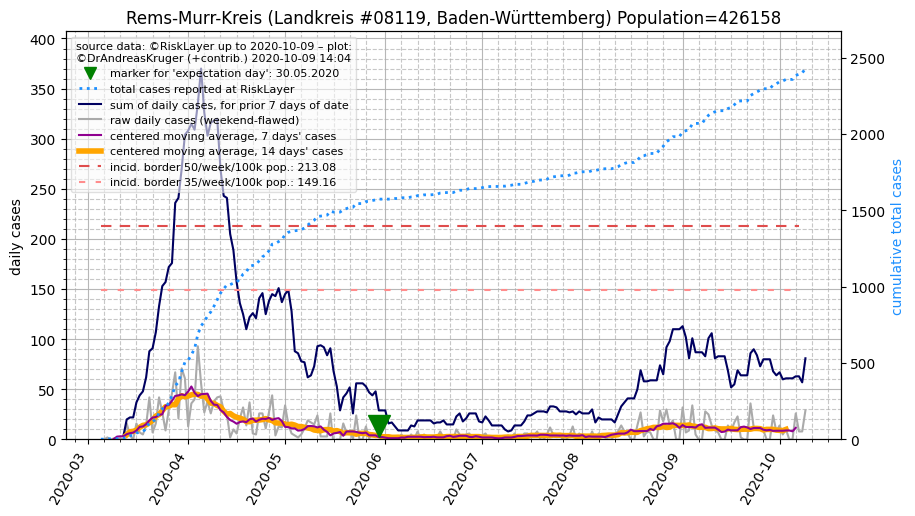 Rems-Murr-Kreis (Landkreis #08119, Baden-Württemberg) Population=426158
source data: ©RiskLayer up to 2020-10-09 – plot:
©DrAndreasKruger (+contrib.) 2020-10-09 14:04
marker for 'expectation day': 30.05.2020
total cases reported at RiskLayer
sum of daily cases, for prior 7 days of date
raw daily cases (weekend-flawed)
centered moving average, 7 days' cases
centered moving average, 14 days' cases
incid. border 50/week/100k pop.: 213.08
incid. border 35/week/100k pop.: 149.16
daily cases
400
350
300
250
200
150
100
50
0
cumulative total cases
2500
2000
1500
1000
500
0
2020-03
2020-04
2020-05
2020-06
2020-07
2020-08
2020-09
2020-10